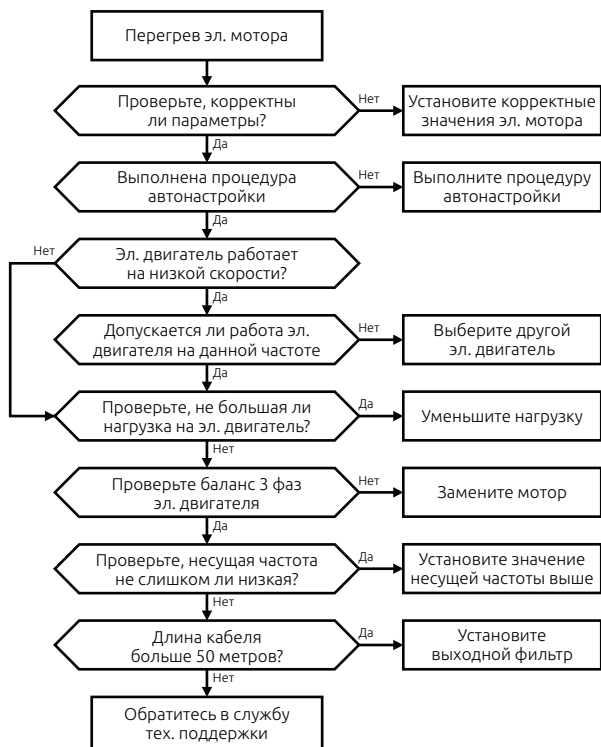 Перегрев эл. мотора
Проверьте, корректны
ли параметры?
Нет
Установите корректные
значения эл. мотора
Да
Выполнена процедура
автонастройки
Нет
Выполните процедуру
автонастройки
Да
Нет
Эл. двигатель работает
на низкой скорости?
Да
Допускается ли работа эл.
двигателя на данной частоте
Нет
Выберите другой
эл. двигатель
Да
Проверьте, не большая ли
нагрузка на эл. двигатель?
Да
Уменьшите нагрузку
Нет
Проверьте баланс 3 фаз
эл. двигателя
Нет
Замените мотор
Да
Проверьте, несущая частота
не слишком ли низкая?
Да
Установите значение
несущей частоты выше
Нет
Длина кабеля
больше 50 метров?
Да
Установите
выходной фильтр
Нет
Обратитесь в службу
тех. поддержки